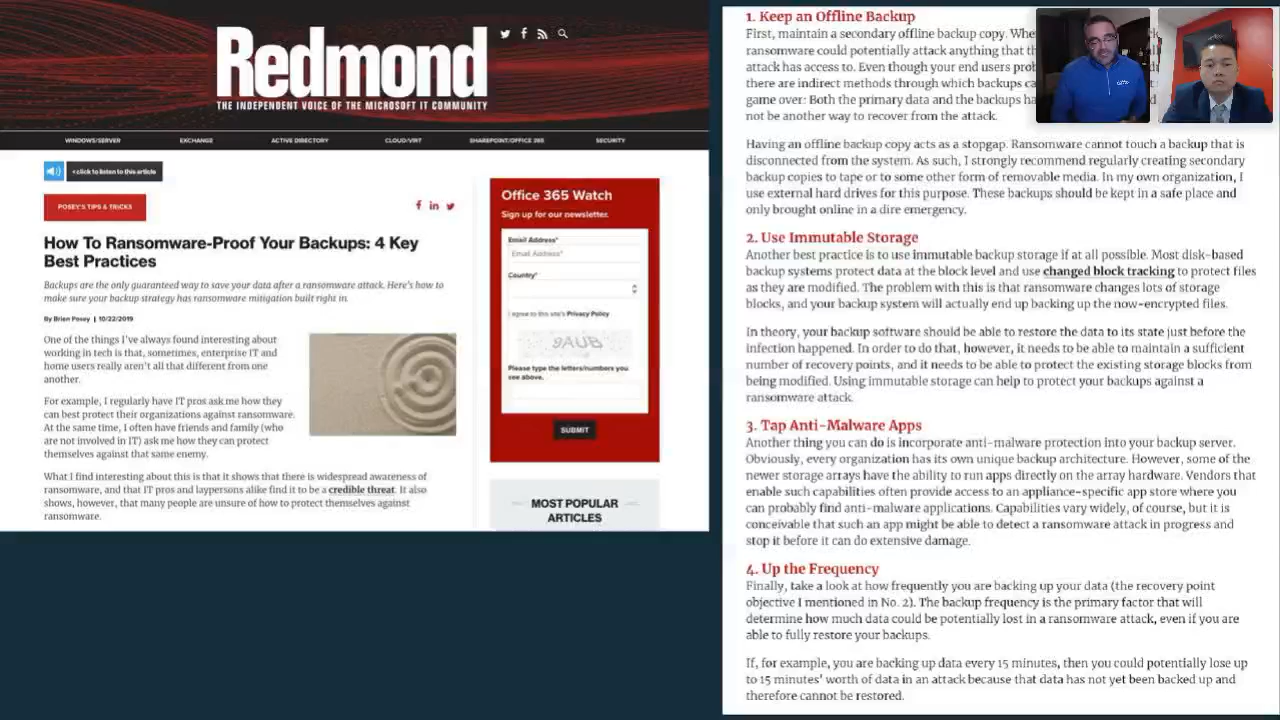 Redmond
THE INDEPENDENT VOICE OF THE MICROSOFT IT COMMUNITY
WINDOWS/SERVER EXCHANGE ACTIVE DIRECTORY CLOUD/VIRT SHAREPOINT/OFFICE 365 SECURITY
click to listen to this article
POSEY'S TIPS & TRICKS
How To Ransomware-Proof Your Backups: 4 Key
Best Practices
Backups are the only guaranteed way to save your data after a ransomware attack. Here's how to
make sure your backup strategy has ransomware mitigation built right in.
By Brien Posey | 10/22/2019
One of the things I've always found interesting about
working in tech is that, sometimes, enterprise IT and
home users really aren't all that different from one
another.
For example, I regularly have IT pros ask me how they
can best protect their organizations against ransomware.
At the same time, I often have friends and family (who
are not involved in IT) ask me how they can protect
themselves against that same enemy.
What I find interesting about this is that it shows that there is widespread awareness of
ransomware, and that IT pros and laypersons alike find it to be a credible threat. It also
shows, however, that many people are unsure of how to protect themselves against
ransomware.
Office 365 Watch
Sign up for our newsletter.
Email Address*
Email Address*
Country*
I agree to this site's Privacy Policy
9AUB
Please type the letters/numbers you
see above.
SUBMIT
MOST POPULAR
ARTICLES
1. Keep an Offline Backup
First, maintain a secondary offline backup copy.
ransomware could potentially attack anything that
attack has access to. Even though your end users
there are indirect methods through which backups
game over: Both the primary data and the backups
not be another way to recover from the attack.
Having an offline backup copy acts as a stopgap. Ransomware cannot touch a backup that is
disconnected from the system. As such, I strongly recommend regularly creating secondary
backup copies to tape or to some other form of removable media. In my own organization, I
use external hard drives for this purpose. These backups should be kept in a safe place and
only brought online in a dire emergency.
2. Use Immutable Storage
Another best practice is to use immutable backup storage if at all possible. Most disk-based
backup systems protect data at the block level and use changed block tracking to protect files
as they are modified. The problem with this is that ransomware changes lots of storage
blocks, and your backup system will actually end up backing up the now-encrypted files.
In theory, your backup software should be able to restore the data to its state just before the
infection happened. In order to do that, however, it needs to be able to maintain a sufficient
number of recovery points, and it needs to be able to protect the existing storage blocks from
being modified. Using immutable storage can help to protect your backups against a
ransomware attack.
3. Tap Anti-Malware Apps
Another thing you can do is incorporate anti-malware protection into your backup server.
Obviously, every organization has its own unique backup architecture. However, some of the
newer storage arrays have the ability to run apps directly on the array hardware. Vendors that
enable such capabilities often provide access to an appliance-specific app store where you
can probably find anti-malware applications. Capabilities vary widely, of course, but it is
conceivable that such an app might be able to detect a ransomware attack in progress and
stop it before it can do extensive damage.
4. Up the Frequency
Finally, take a look at how frequently you are backing up your data (the recovery point
objective I mentioned in No. 2). The backup frequency is the primary factor that will
determine how much data could be potentially lost in a ransomware attack, even if you are
able to fully restore your backups.
If, for example, you are backing up data every 15 minutes, then you could potentially lose up
to 15 minutes' worth of data in an attack because that data has not yet been backed up and
therefore cannot be restored.